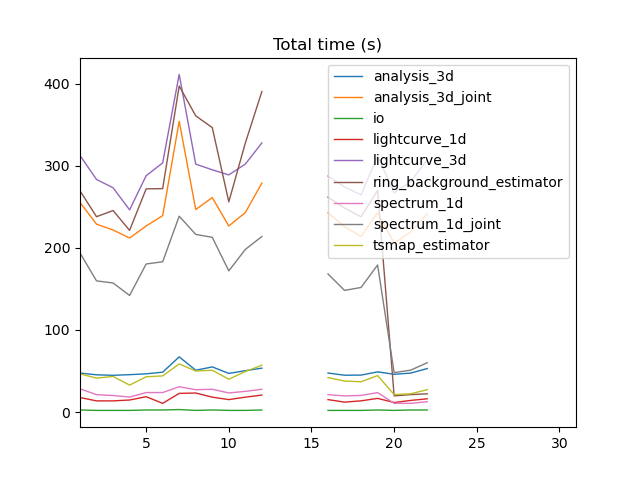 Total time (s)
400
300
200
100
0
5
10
15
20
25
30
analysis_3d
analysis_3d_joint
io
lightcurve_1d
lightcurve_3d
ring_background_estimator
spectrum_1d
spectrum_1d_joint
tsmap_estimator